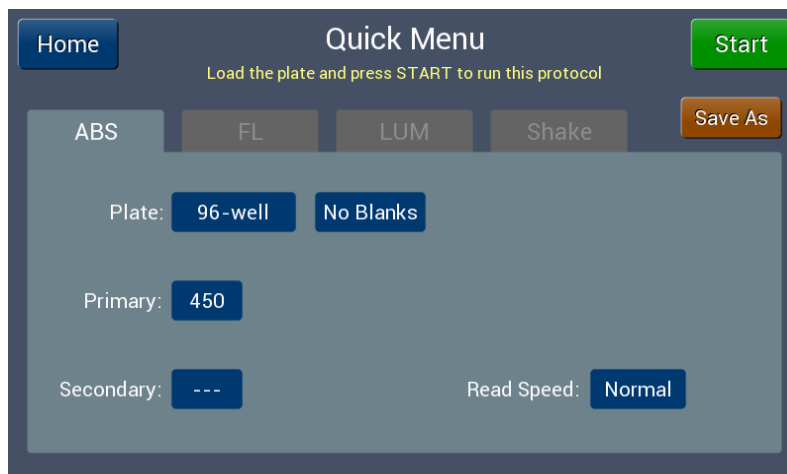 Home
Quick Menu
Start
Load the plate and press START to run this protocol
Save As
ABS
FL
LUM
Shake
Plate: 96-well No Blanks
Primary: 450
Secondary: --- Read Speed: Normal